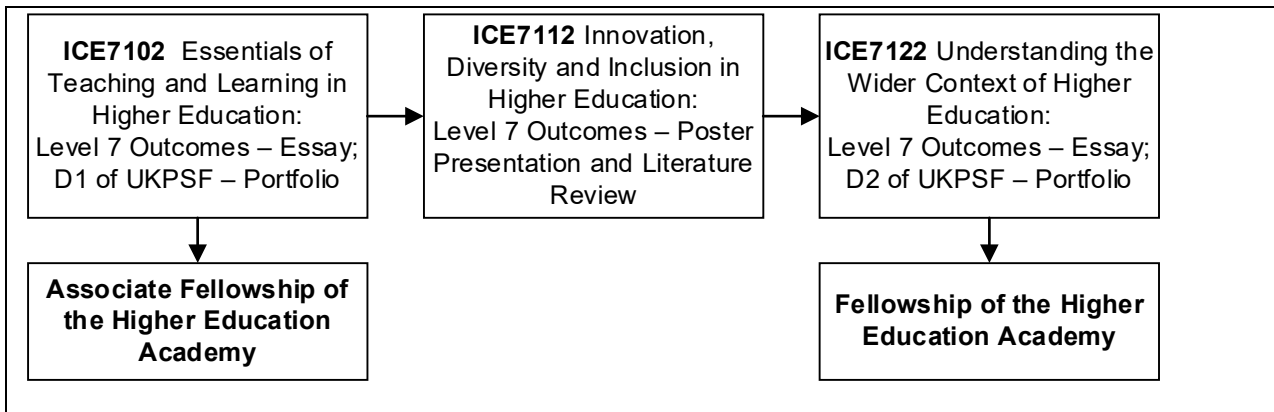 ICE7102 Essentials of
Teaching and Learning in
Higher Education:
Level 7 Outcomes – Essay;
D1 of UKPSF – Portfolio
ICE7112 Innovation,
Diversity and Inclusion in
Higher Education:
Level 7 Outcomes – Poster
Presentation and Literature
Review
ICE7122 Understanding the
Wider Context of Higher
Education:
Level 7 Outcomes – Essay;
D2 of UKPSF – Portfolio
Associate Fellowship of
the Higher Education
Academy
Fellowship of the Higher
Education Academy